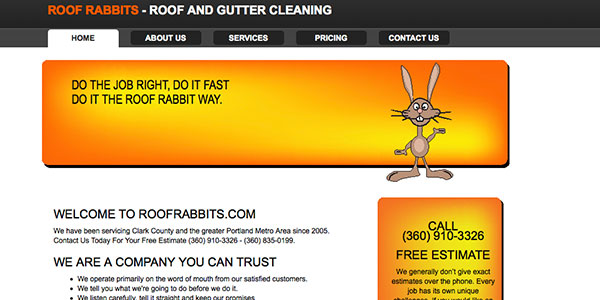 ROOF RABBITS - ROOF AND GUTTER CLEANING
HOME ABOUT US SERVICES PRICING CONTACT US
DO THE JOB RIGHT, DO IT FAST
DO IT THE ROOF RABBIT WAY.
WELCOME TO ROOFRABBITS.COM
We have been servicing Clark County and the greater Portland Metro Area since 2005.
Contact Us Today For Your Free Estimate (360) 910-3326 - (360) 835-0199.
WE ARE A COMPANY YOU CAN TRUST
We operate primarily on the word of mouth from our satisfied customers.
We tell you what we're going to do before we do it.
We listen carefully, tell it straight and keep our promises
CALL
(360) 910-3326
FREE ESTIMATE
We generally don't give exact
estimates over the phone. Every
job has its own unique
challenges. If you would like an